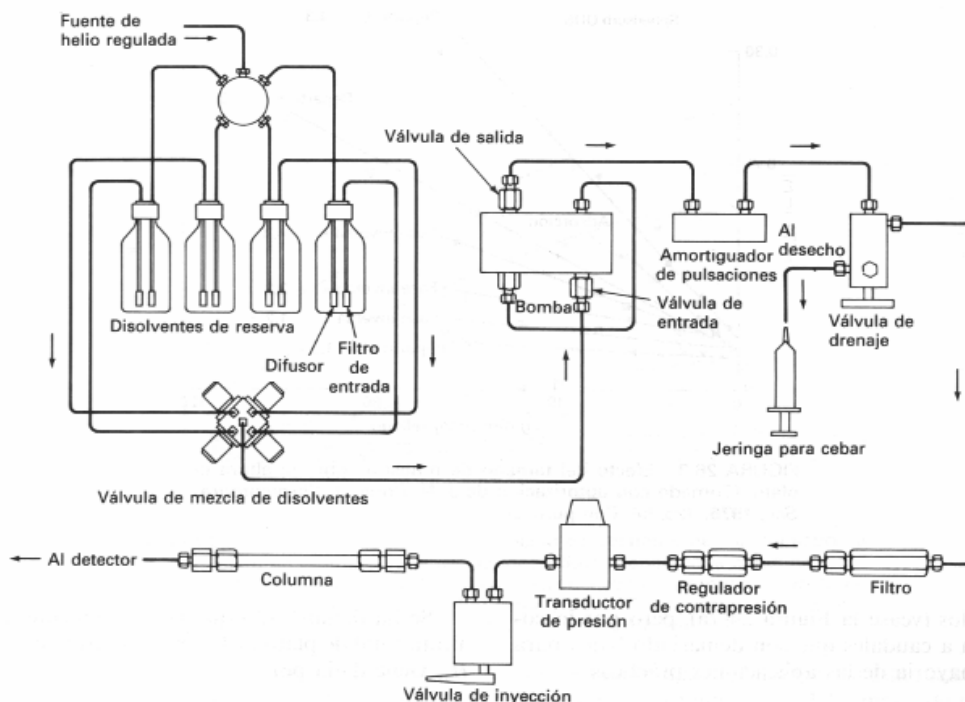 Fuente de
helio regulada
Válvula de salida
Disolventes de reserva
Difusor
Filtro
de
entrada
Bomba
Válvula de
entrada
Amortiguador
de pulsaciones
Al
desecho
Válvula de
drenaje
Jeringa para cebar
Válvula de mezcla de disolventes
Al detector
Columna
Válvula de inyección
Transductor
de presión
Regulador
de contrapresión
Filtro